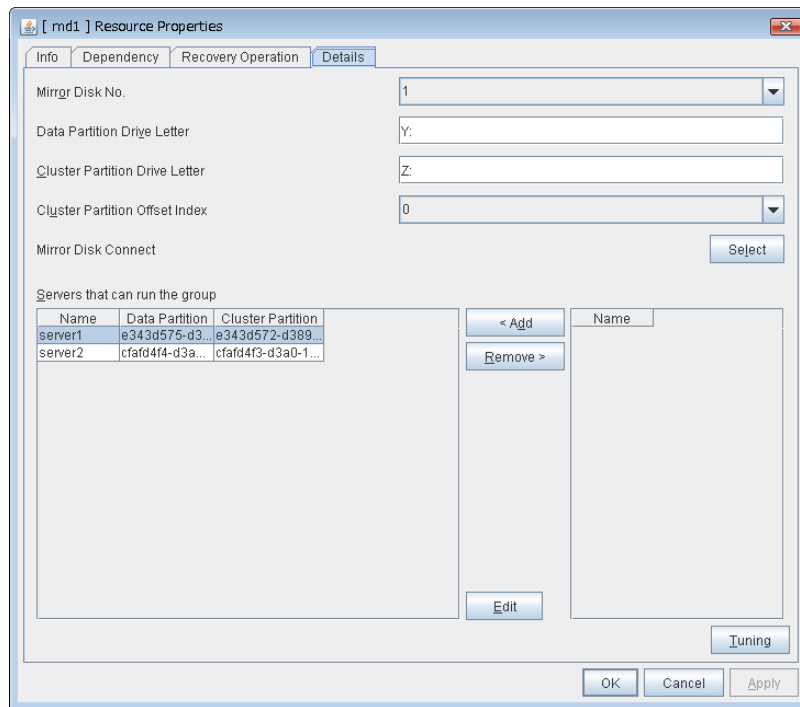 [ md1 ] Resource Properties
Info Dependency Recovery Operation Details
Mirror Disk No. 1
Data Partition Drive Letter Y:
Cluster Partition Drive Letter Z:
Cluster Partition Offset Index 0
Mirror Disk Connect Select
Servers that can run the group
Name Data Partition Cluster Partition < Add Name
server1 e343d575-d3... e343d572-d389...
server2 cfafd4f4-d3a... cfafd4f3-d3a0-1...
Remove >
Edit
Tuning
OK Cancel Apply